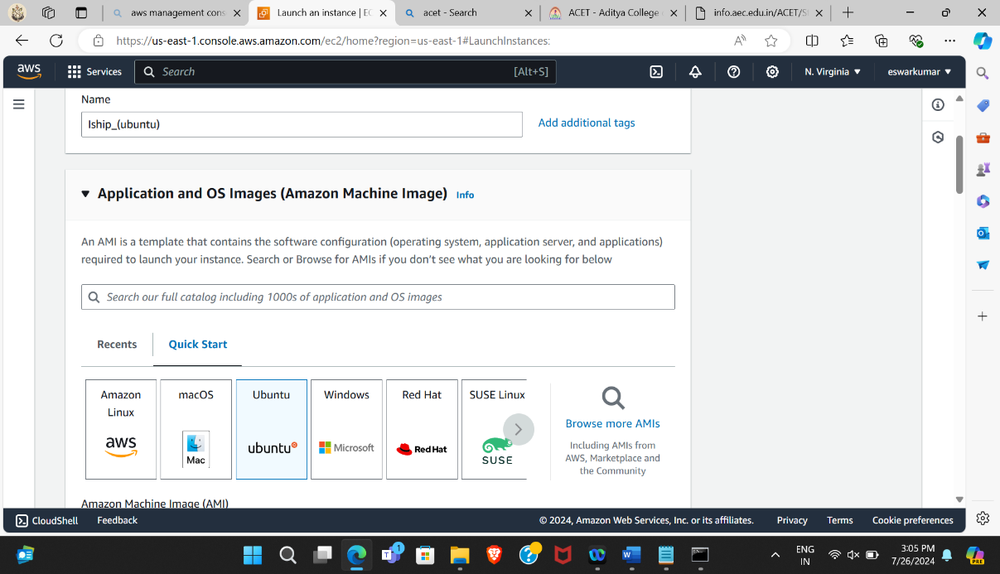 aws management cons
Launch an instance | EC
acet - Search
ACET - Aditya College
info.aec.edu.in/ACET/S
https://us-east-1.console.aws.amazon.com/ec2/home?region=us-east-1#LaunchInstances:
aws
Services
Search
[Alt+S]
N. Virginia
eswarkumar
Name
Iship_(ubuntu)
Add additional tags
Application and OS Images (Amazon Machine Image) Info
An AMI is a template that contains the software configuration (operating system, application server, and applications)
required to launch your instance. Search or Browse for AMIs if you don't see what you are looking for below
Search our full catalog including 1000s of application and OS images
Recents
Quick Start
Amazon
Linux
aws
macOS
Mac
Ubuntu
ubuntu
Windows
Microsoft
Red Hat
RedHat
SUSE Linux
SUSE
Browse more AMIs
Including AMIs from
AWS, Marketplace and
the Community
Amazon Machine Image (AMI)
CloudShell
Feedback
© 2024, Amazon Web Services, Inc. or its affiliates.
Privacy
Terms
Cookie preferences
1
ENG
IN
3:05 PM
7/26/2024
PRE